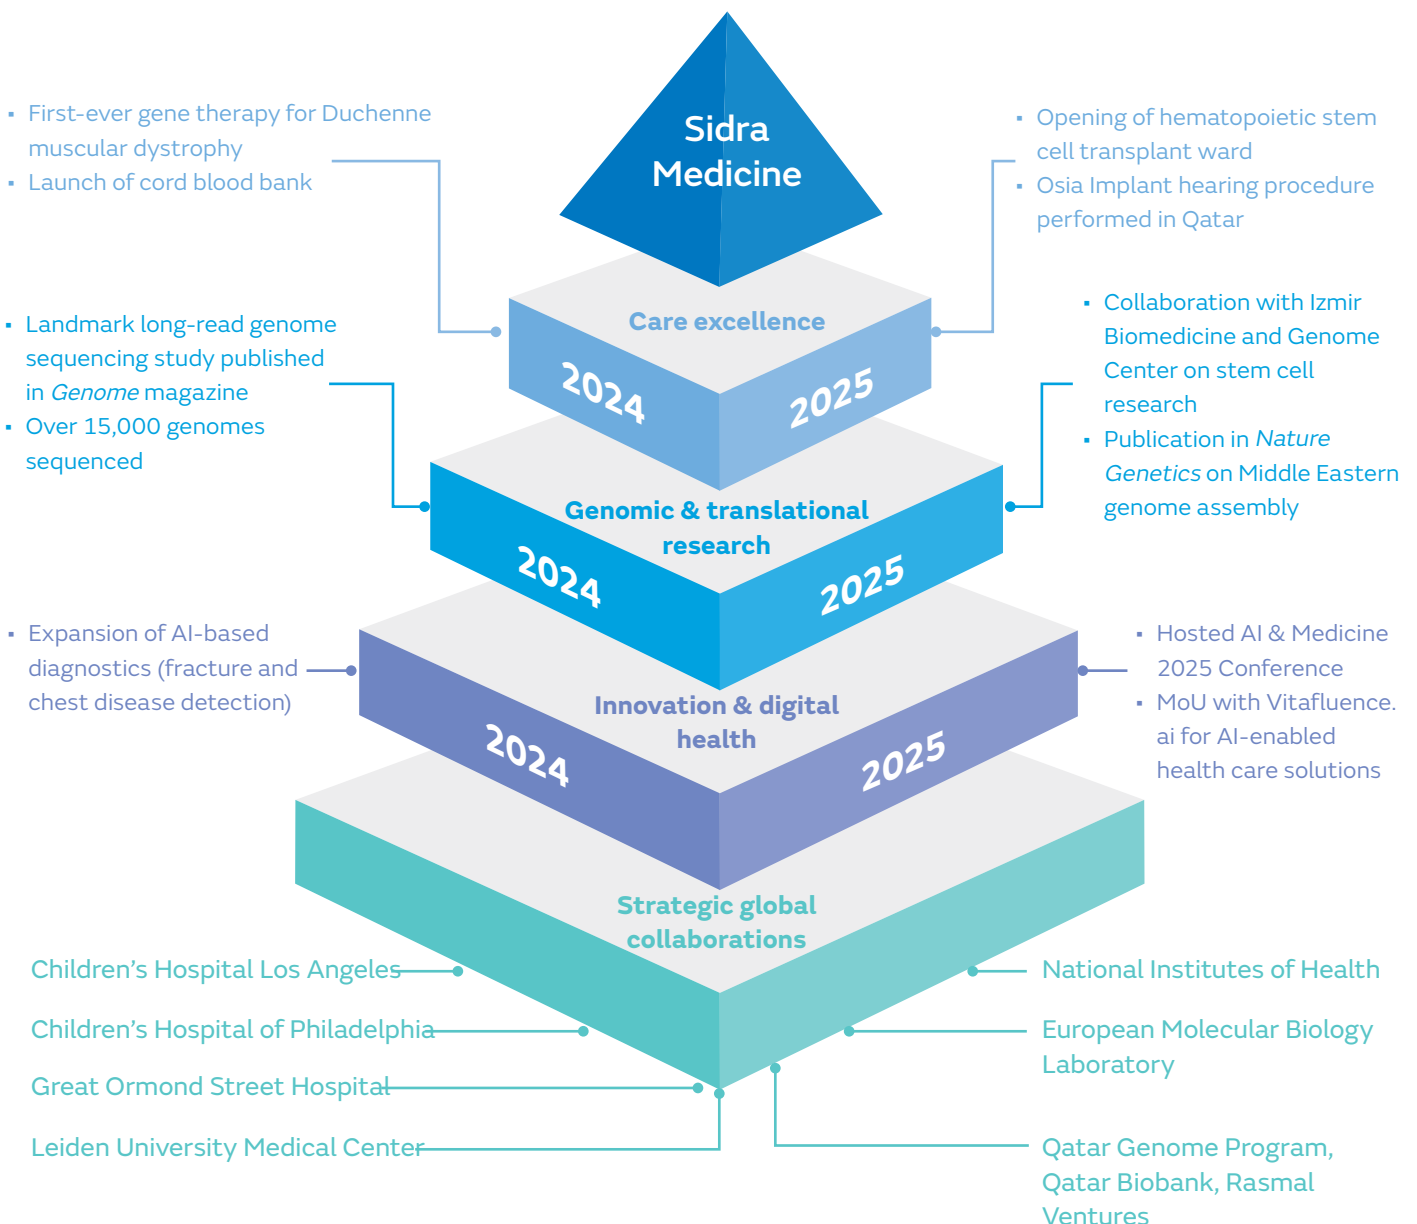 Sidra
Medicine
▪ First-ever gene therapy for Duchenne
muscular dystrophy
▪ Launch of cord blood bank
▪ Opening of hematopoietic stem
cell transplant ward
▪ Osia Implant hearing procedure
performed in Qatar
Care excellence
2024
2025
▪ Landmark long-read genome
sequencing study published
in Genome magazine
▪ Over 15,000 genomes
sequenced
▪ Collaboration with Izmir
Biomedicine and Genome
Center on stem cell
research
▪ Publication in Nature
Genetics on Middle Eastern
genome assembly
Genomic & translational
research
2024
2025
▪ Expansion of AI-based
diagnostics (fracture and
chest disease detection)
▪ Hosted AI & Medicine
2025 Conference
▪ MoU with Vitafluence.
ai for AI-enabled
health care solutions
Innovation & digital
health
2024
2025
Strategic global
collaborations
Children's Hospital Los Angeles
Children's Hospital of Philadelphia
Great Ormond Street Hospital
Leiden University Medical Center
National Institutes of Health
European Molecular Biology
Laboratory
Qatar Genome Program,
Qatar Biobank, Rasmal
Ventures